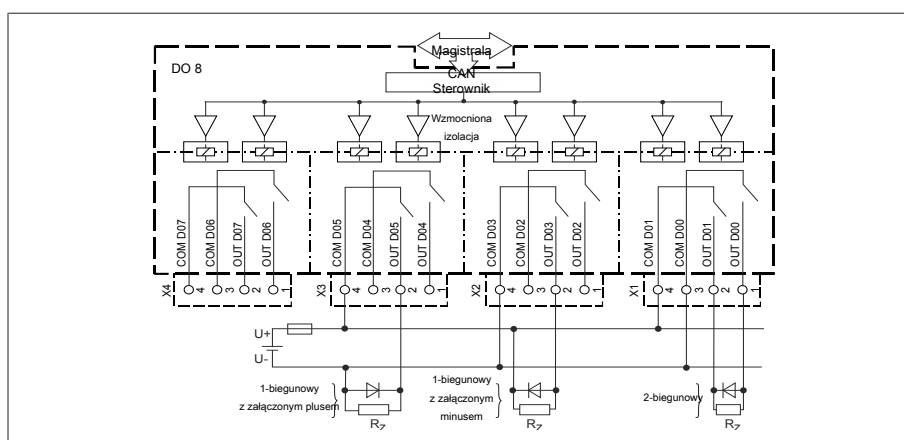 Magistrala
DO 8
CAN
Sterownik
Wzmocniona
izolacja
COM D07
COM D06
OUT D07
OUT D06
COM D05
COM D04
OUT D05
OUT D04
COM D03
COM D02
OUT D03
OUT D02
COM D01
COM D00
OUT D01
OUT D00
X4
4
3
2
1
X3
4
3
2
1
X2
4
3
2
1
X1
4
3
2
1
U+
U-
1-biegunowy
z załączonym plusem
RZ
1-biegunowy
z załączonym
minusem
RZ
2-biegunowy
RZ